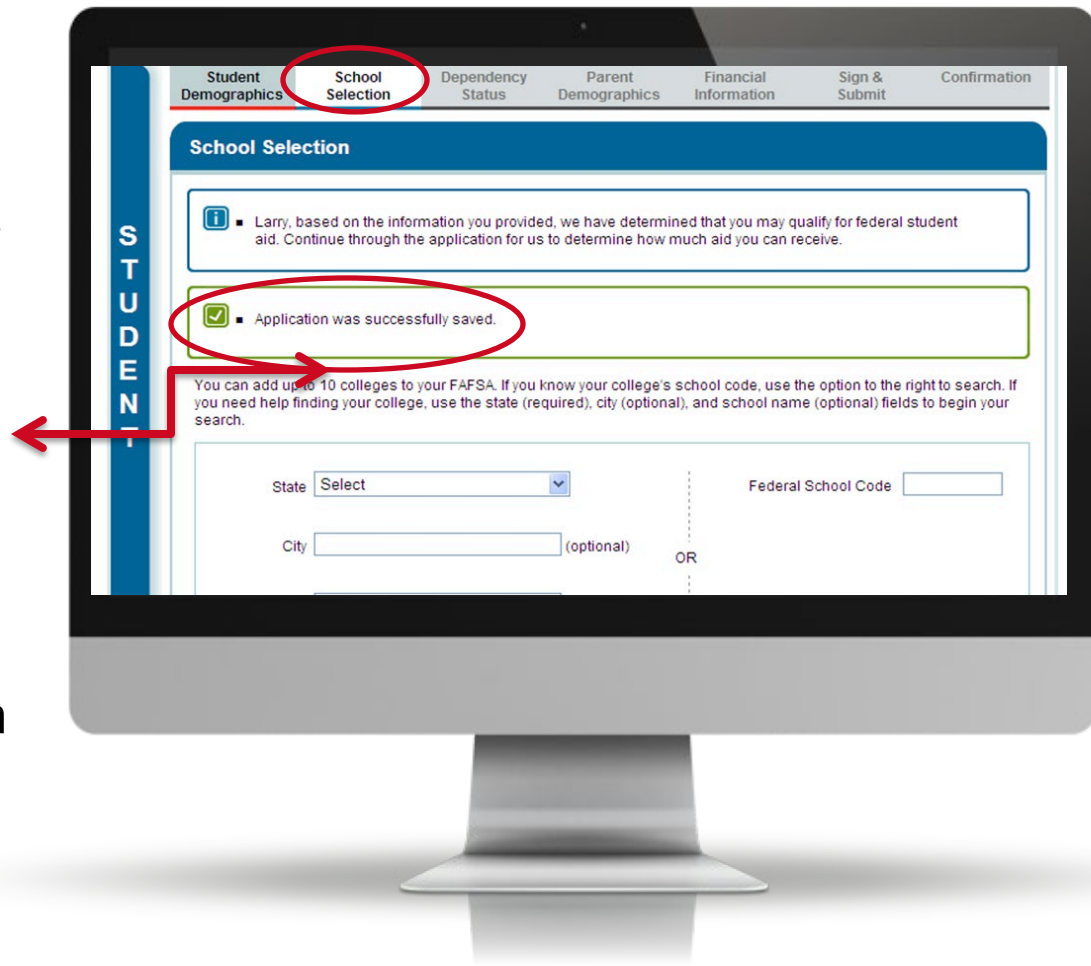 Student School Dependency Parent Financial Sign & Confirmation
Demographics Selection Status Demographics Information Submit
School Selection
STUDENT
Larry, based on the information you provided, we have determined that you may qualify for federal student
aid. Continue through the application for us to determine how much aid you can receive.
Application was successfully saved.
You can add up to 10 colleges to your FAFSA. If you know your college's school code, use the option to the right to search. If
you need help finding your college, use the state (required), city (optional), and school name (optional) fields to begin your
search.
State Select Federal School Code
City (optional)
OR